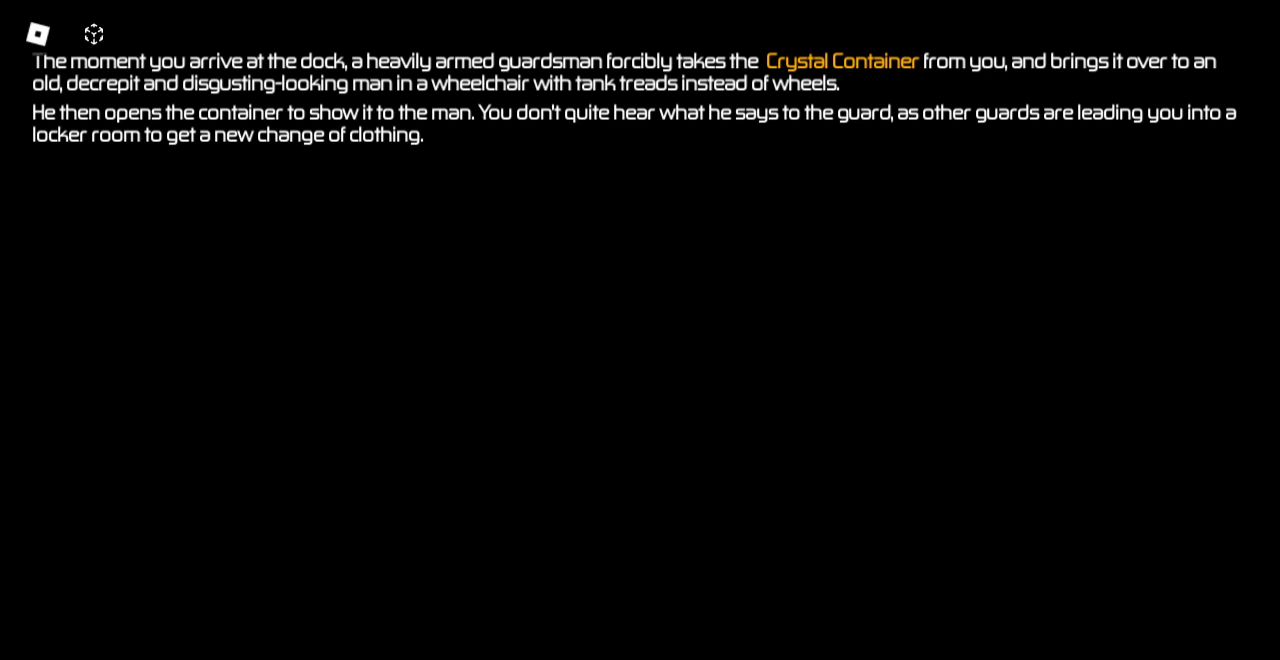 The moment you arrive at the dock, a heavily armed guardsman forcibly takes the Crystal Container from you, and brings it over to an
old, decrepit and disgusting-looking man in a wheelchair with tank treads instead of wheels.
He then opens the container to show it to the man. You don't quite hear what he says to the guard, as other guards are leading you into a
locker room to get a new change of clothing.